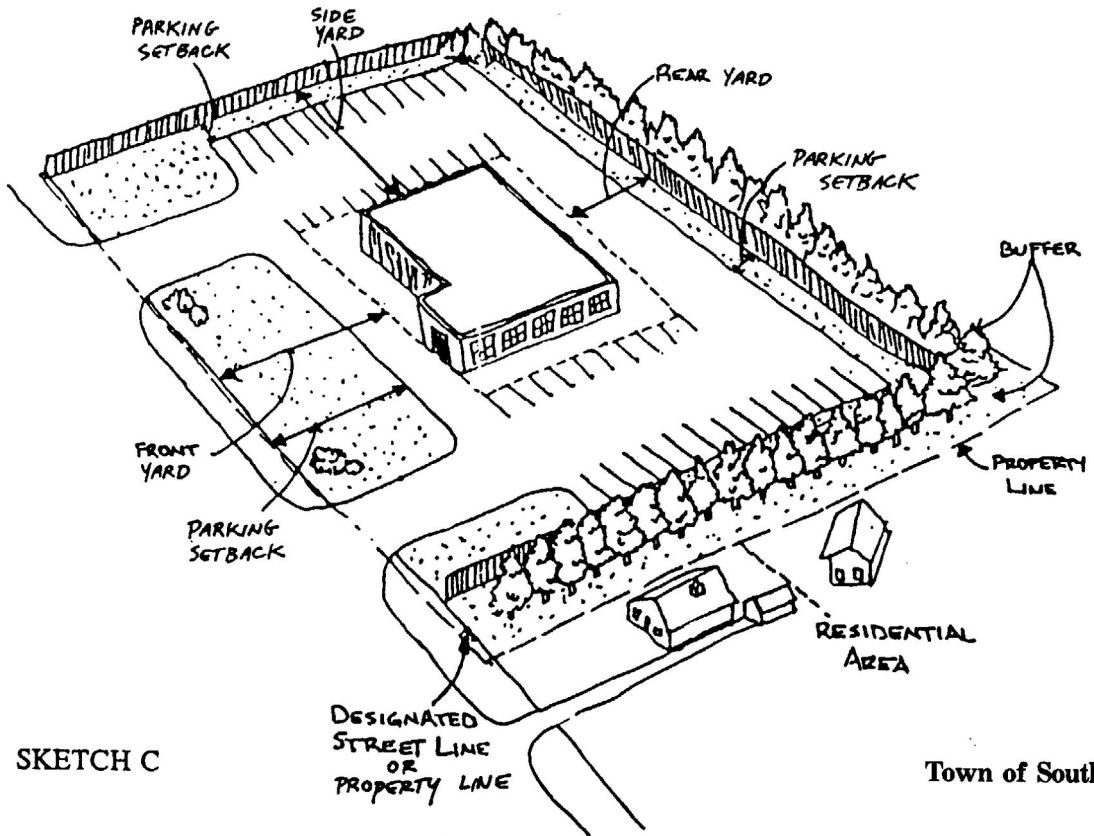 PARKING
SETBACK
SIDE
YARD
REAR YARD
PARKING
SETBACK
BUFFER
FRONT
YARD
PARKING
SETBACK
PROPERTY
LINE
RESIDENTIAL
AREA
DESIGNATED
STREET LINE
OR
PROPERTY LINE
SKETCH C
Town of South